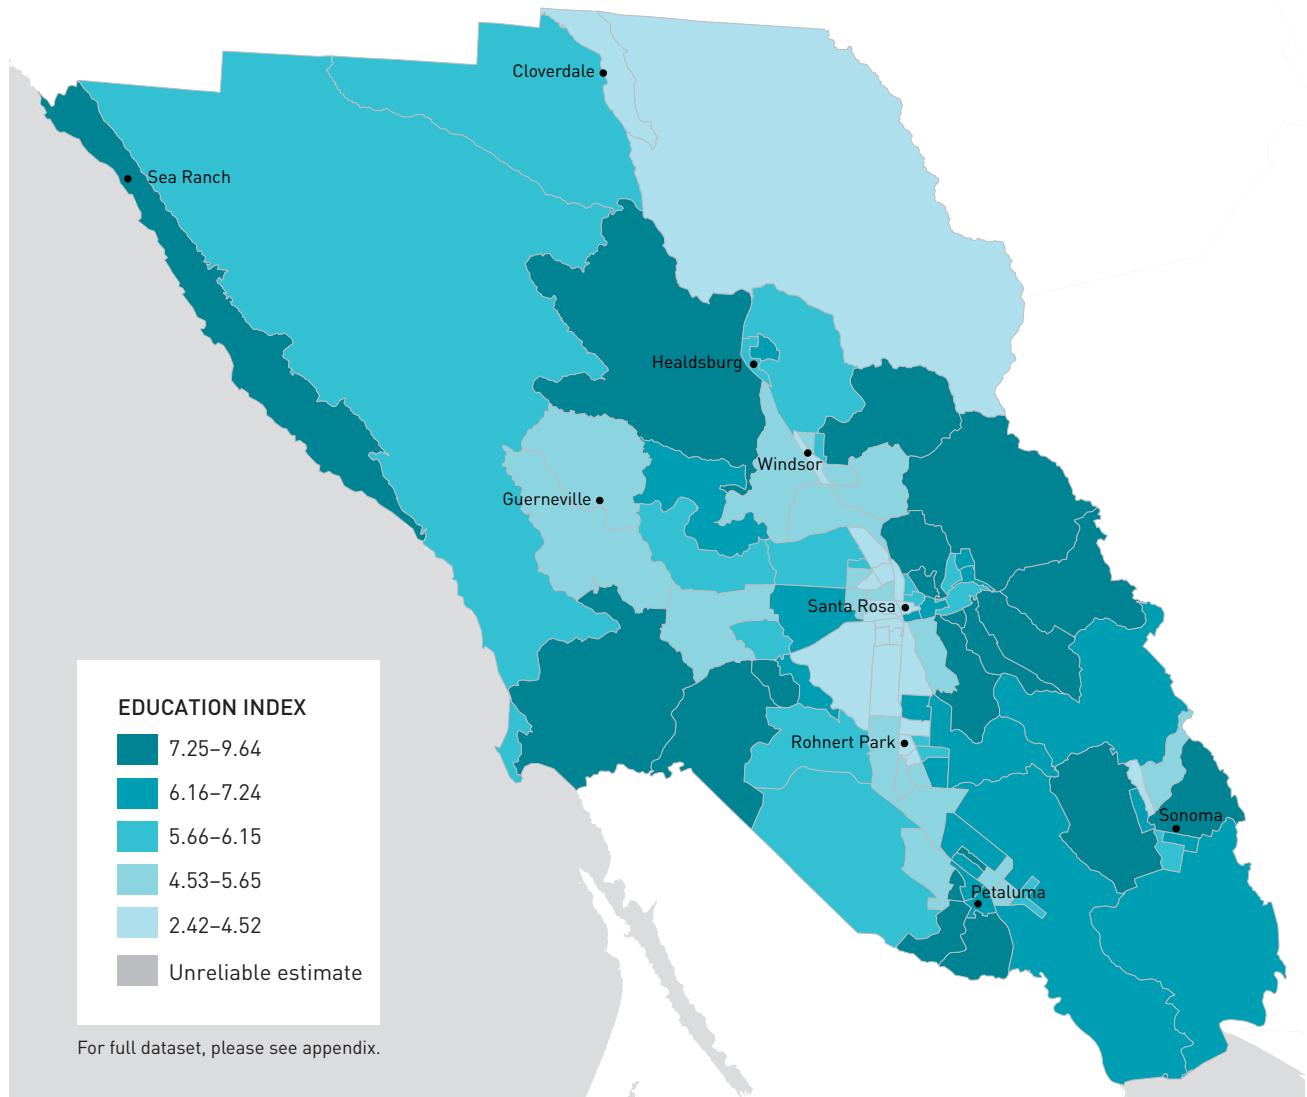 Cloverdale
Sea Ranch
Healdsburg
Windsor
Guerneville
Santa Rosa
Rohnert Park
Sonoma
Petaluma
EDUCATION INDEX
7.25–9.64
6.16–7.24
5.66–6.15
4.53–5.65
2.42–4.52
Unreliable estimate
For full dataset, please see appendix.